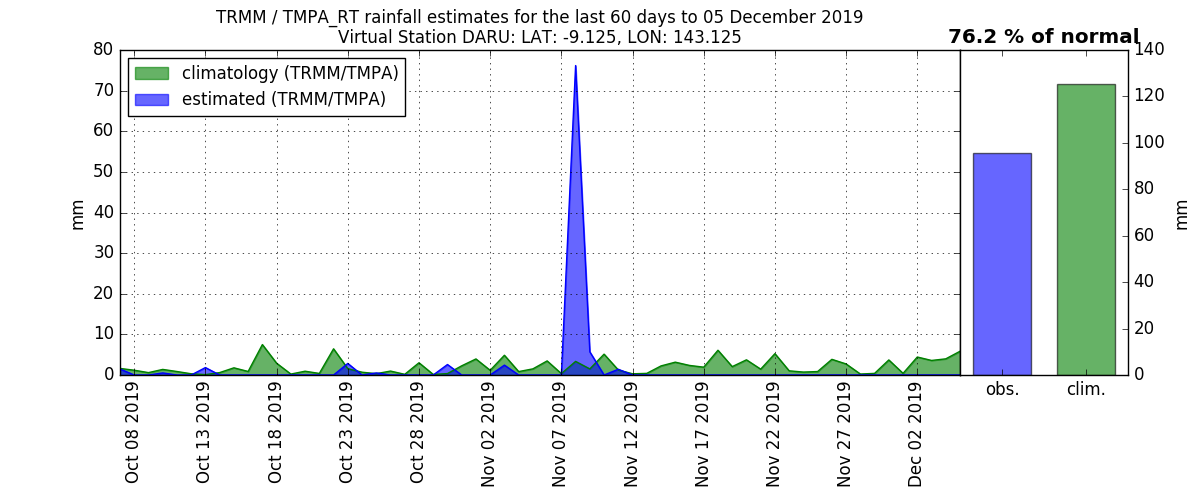 TRMM / TMPA_RT rainfall estimates for the last 60 days to 05 December 2019
Virtual Station DARU: LAT: -9.125, LON: 143.125
76.2 % of normal
climatology (TRMM/TMPA)
estimated (TRMM/TMPA)
mm
80
70
60
50
40
30
20
10
0
Oct 08 2019
Oct 13 2019
Oct 18 2019
Oct 23 2019
Oct 28 2019
Nov 02 2019
Nov 07 2019
Nov 12 2019
Nov 17 2019
Nov 22 2019
Nov 27 2019
Dec 02 2019
obs.
clim.
140
120
100
80
60
40
20
0
mm